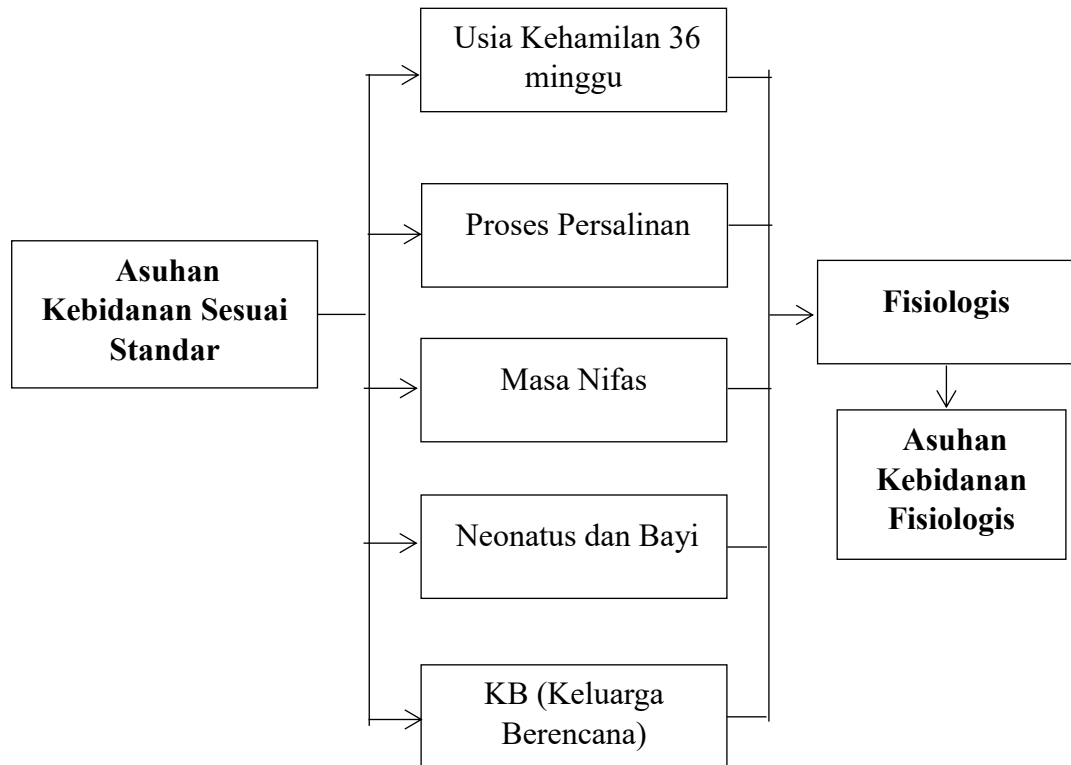 Asuhan
Kebidanan Sesuai
Standar
Usia Kehamilan 36
minggu
Proses Persalinan
Masa Nifas
Neonatus dan Bayi
KB (Keluarga
Berencana)
Fisiologis
Asuhan
Kebidanan
Fisiologis